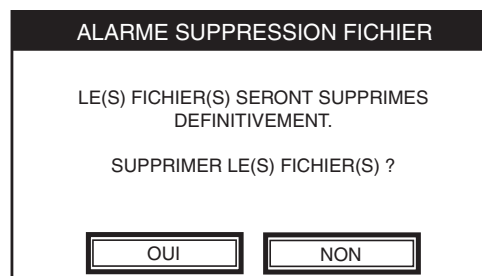 ALARME SUPPRESSION FICHIER
LE(S) FICHIER(S) SERONT SUPPRIMES
DEFINITIVEMENT.
SUPPRIMER LE(S) FICHIER(S) ?
OUI
NON